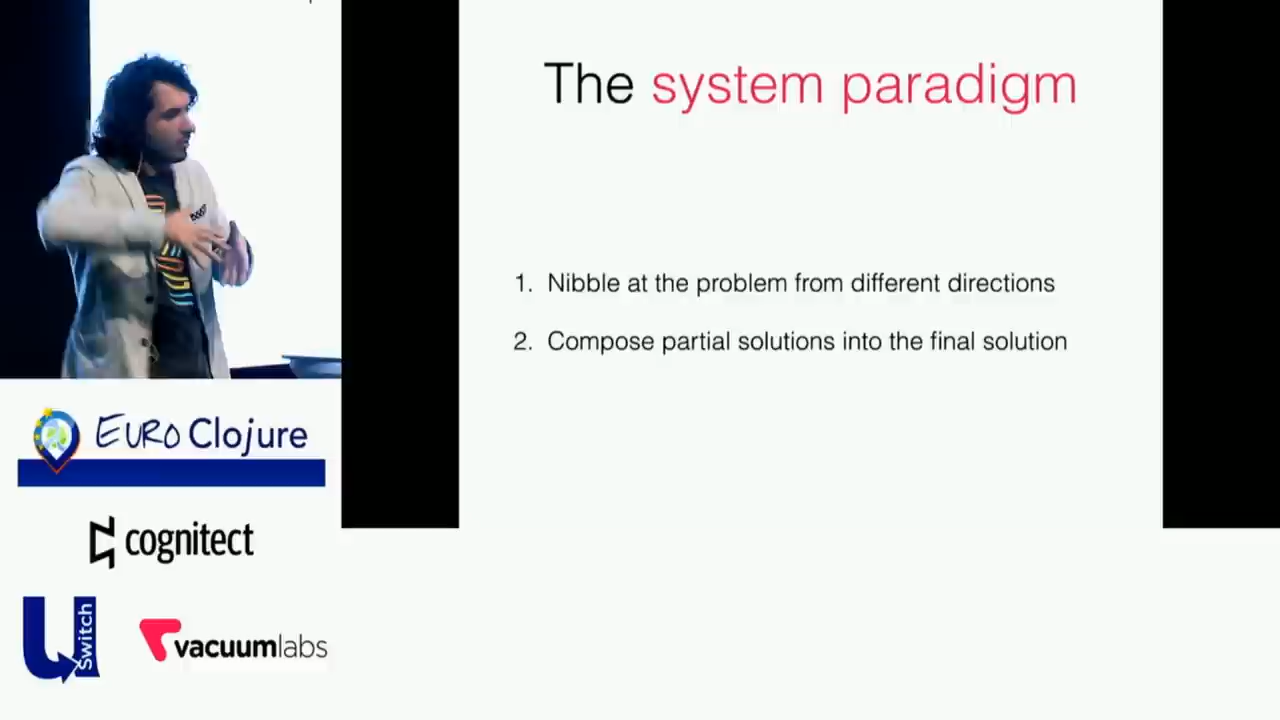 The system paradigm
1. Nibble at the problem from different directions
2. Compose partial solutions into the final solution
EURO Clojure
cognitect
U Switch
vacuumlabs